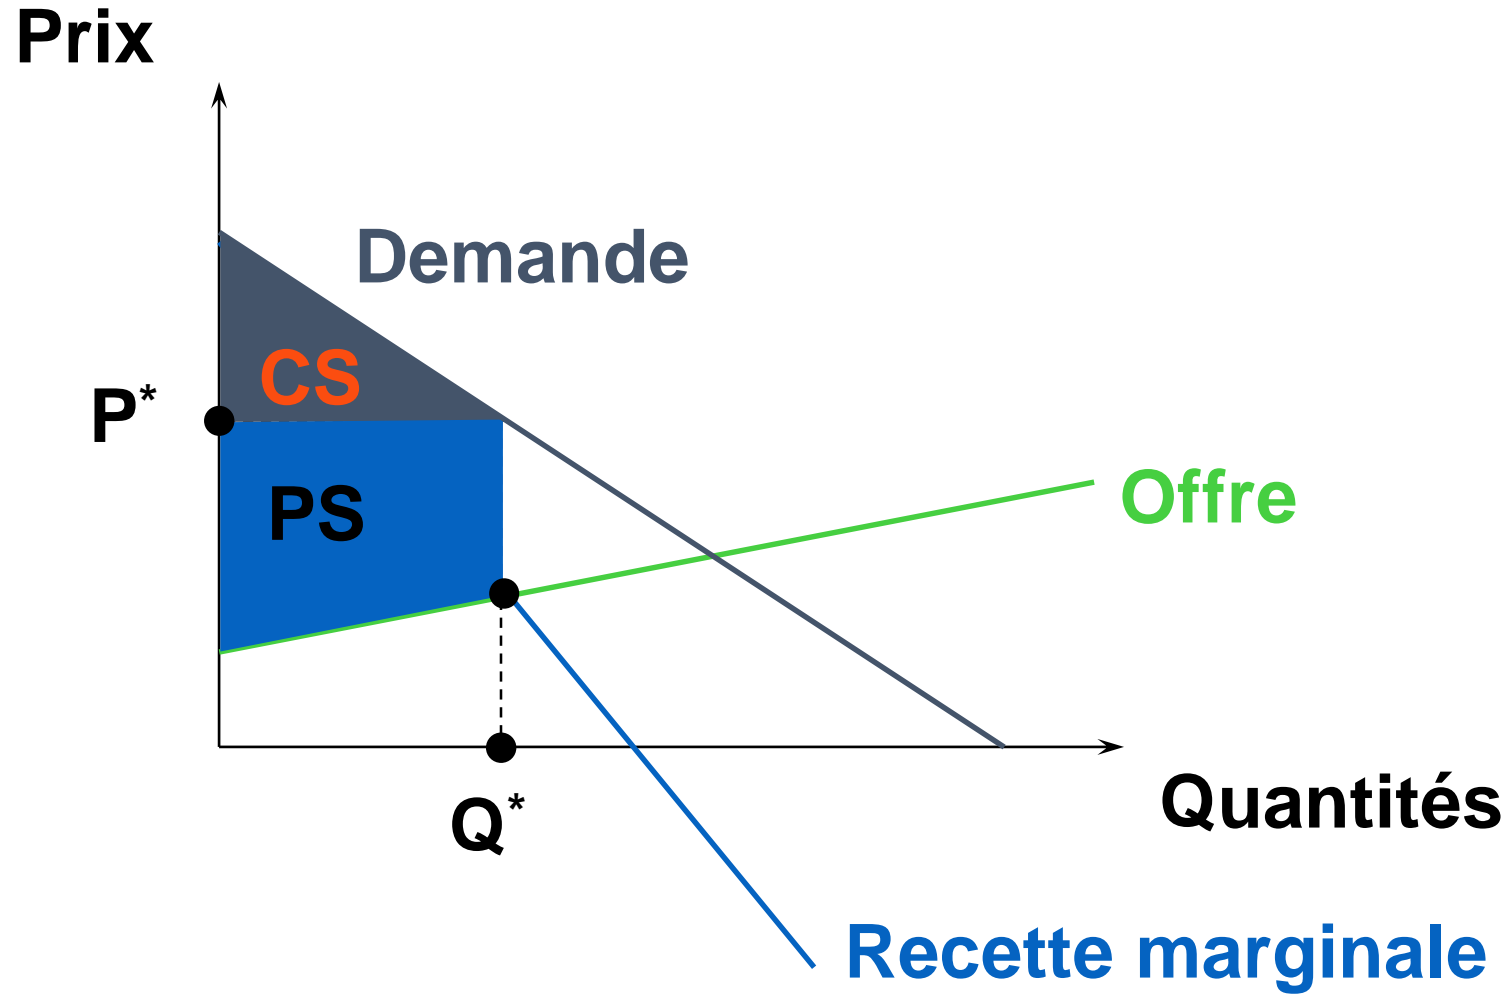 Prix
Demande
CS
P*
PS
Offre
Q*
Quantités
Recette marginale